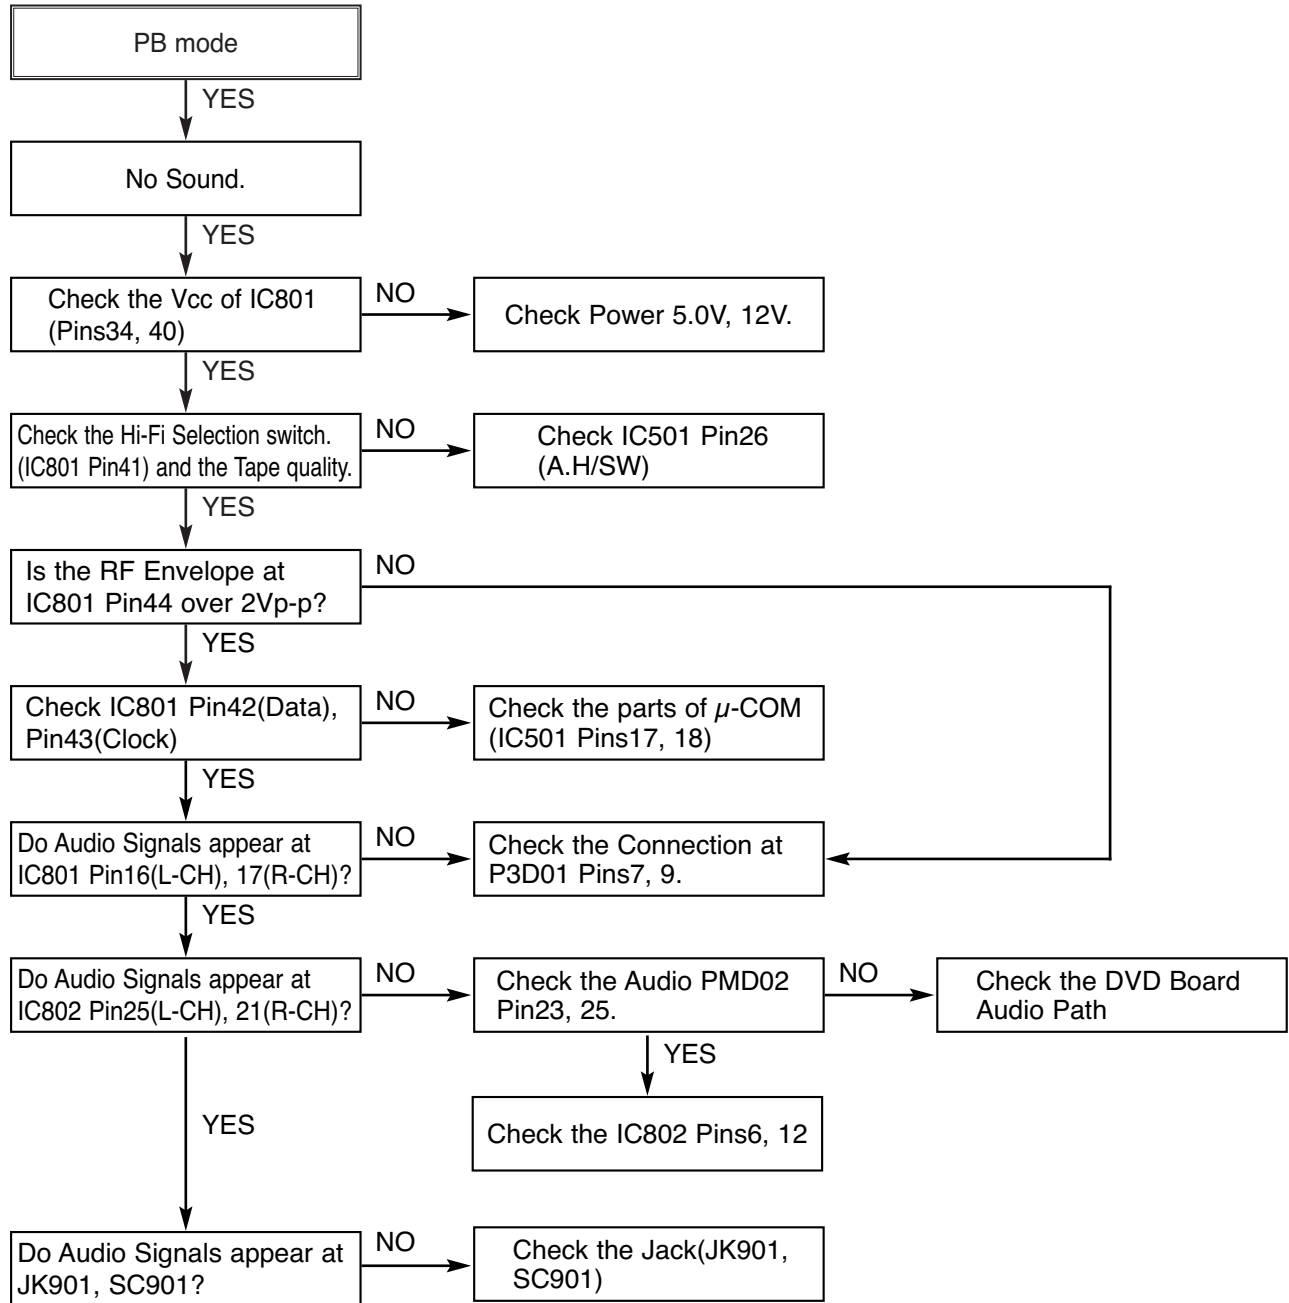 PB mode
YES
No Sound.
YES
Check the Vcc of IC801
(Pins34, 40)
NO
Check Power 5.0V, 12V.
YES
Check the Hi-Fi Selection switch.
(IC801 Pin41) and the Tape quality.
NO
Check IC501 Pin26
(A.H/SW)
YES
Is the RF Envelope at
IC801 Pin44 over 2Vp-p?
NO
YES
Check IC801 Pin42(Data),
Pin43(Clock)
NO
Check the parts of µ-COM
(IC501 Pins17, 18)
YES
Do Audio Signals appear at
IC801 Pin16(L-CH), 17(R-CH)?
NO
Check the Connection at
P3D01 Pins7, 9.
YES
Do Audio Signals appear at
IC802 Pin25(L-CH), 21(R-CH)?
NO
Check the Audio PMD02
Pin23, 25.
NO
Check the DVD Board
Audio Path
YES
Check the IC802 Pins6, 12
YES
Do Audio Signals appear at
JK901, SC901?
NO
Check the Jack(JK901,
SC901)